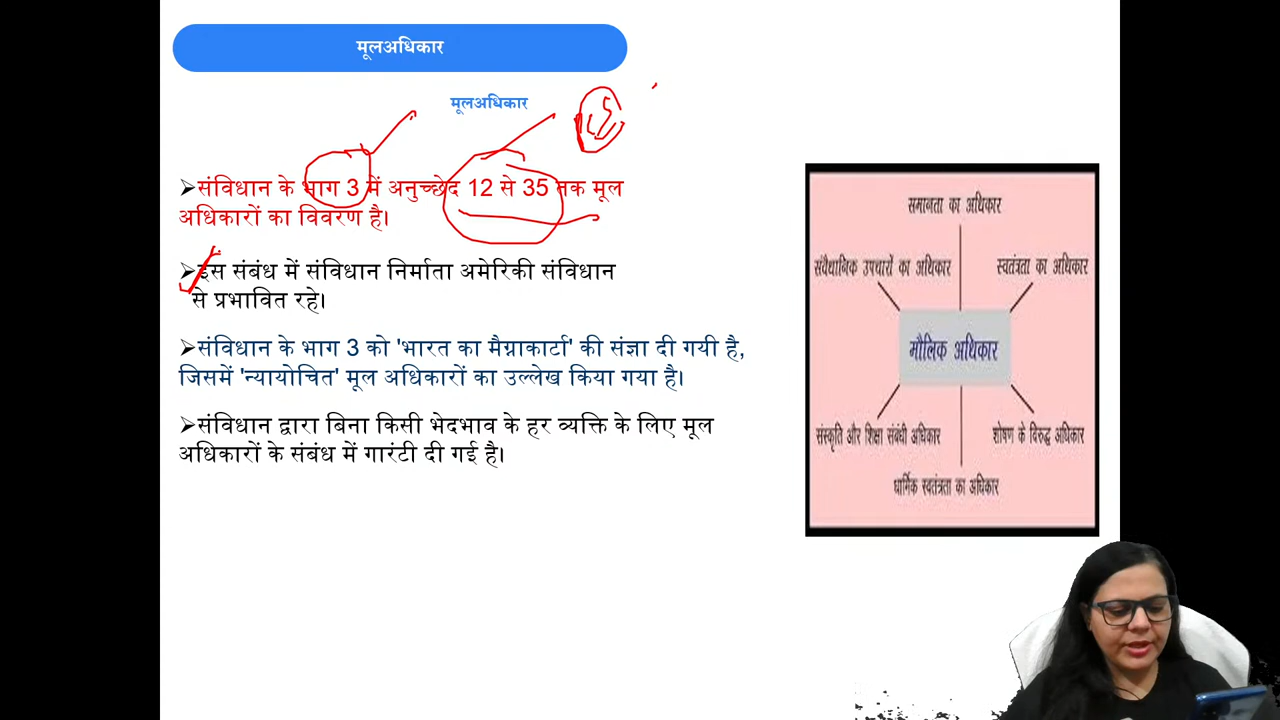 मूलअधिकार
मूलअधिकार
➢संविधान के भाग 3 में अनुच्छेद 12 से 35 तक मूल
अधिकारों का विवरण है।
➢इस संबंध में संविधान निर्माता अमेरिकी संविधान
से प्रभावित रहे।
➢संविधान के भाग 3 को 'भारत का मैग्नाकार्टा' की संज्ञा दी गयी है,
जिसमें 'न्यायोचित' मूल अधिकारों का उल्लेख किया गया है।
➢संविधान द्वारा बिना किसी भेदभाव के हर व्यक्ति के लिए मूल
अधिकारों के संबंध में गारंटी दी गई है।
समानता का अधिकार
संवैधानिक उपचारों का अधिकार
स्वतंत्रता का अधिकार
मौलिक अधिकार
संस्कृति और शिक्षा संबंधी अधिकार
शोषण के विरुद्ध अधिकार
धार्मिक स्वतंत्रता का अधिकार